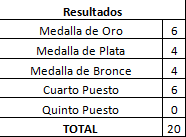 Resultados
Medalla de Oro 6
Medalla de Plata 4
Medalla de Bronce 4
Cuarto Puesto 6
Quinto Puesto 0
TOTAL 20